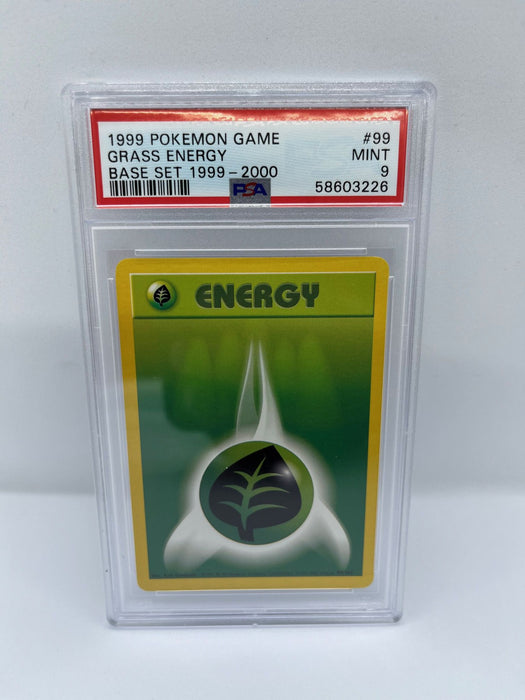 1999 POKEMON GAME #99
GRASS ENERGY MINT
BASE SET 1999-2000 9
PSA 58603226
ENERGY